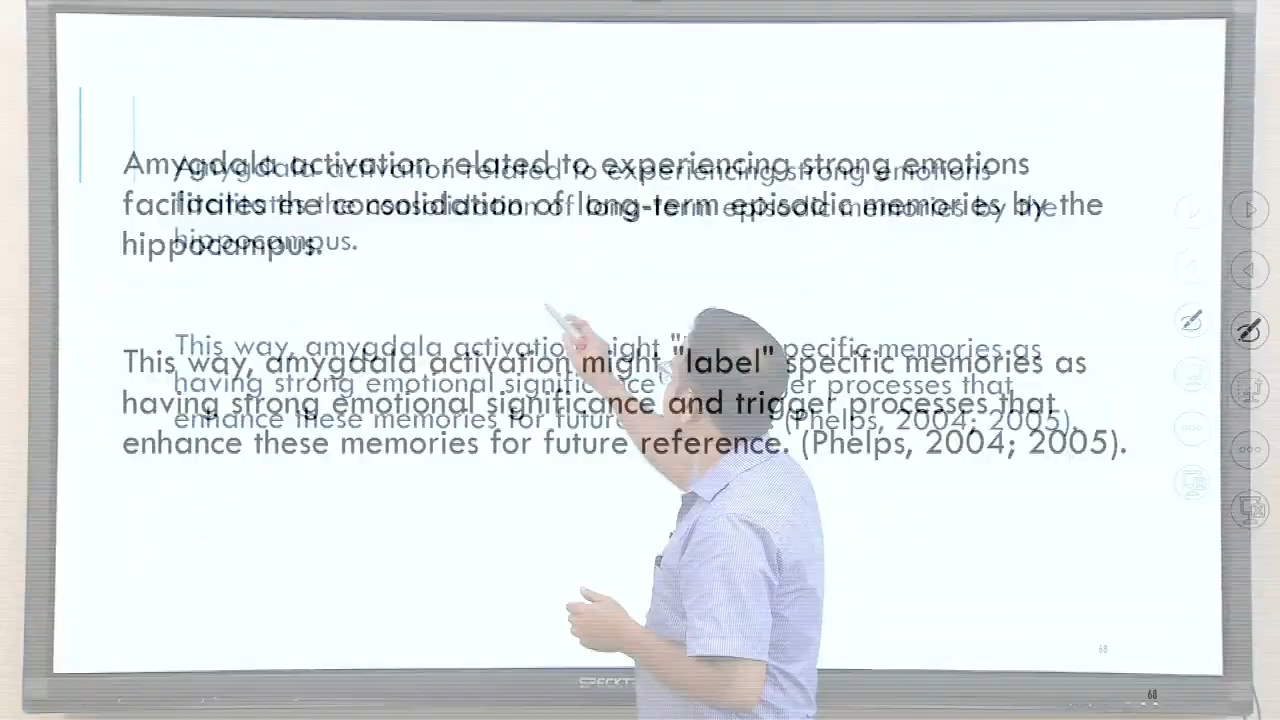 Amygdala activation related to experiencing strong emotions
facilitates the consolidation of long-term episodic memories by the
hippocampus.
This way, amygdala activation might "label" specific memories as
having strong emotional significance and trigger processes that
enhance these memories for future reference. (Phelps, 2004; 2005).
68
68